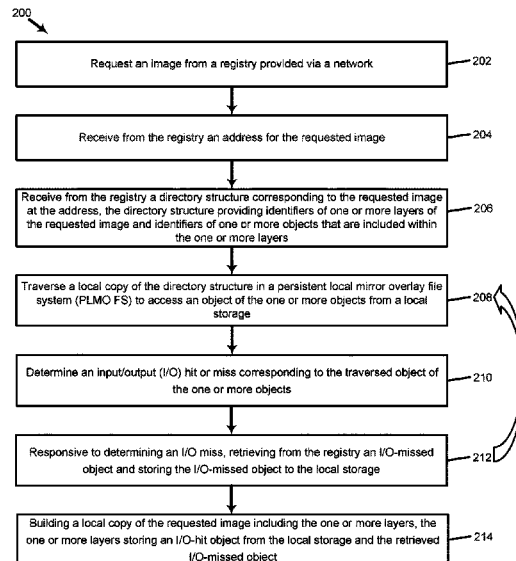 200
Request an image from a registry provided via a network
202
Receive from the registry an address for the requested image
204
Receive from the registry a directory structure corresponding to the requested image
at the address, the directory structure providing identifiers of one or more layers of
the requested image and identifiers of one or more objects that are included within
the one or more layers
206
Traverse a local copy of the directory structure in a persistent local mirror overlay file
system (PLMO FS) to access an object of the one or more objects from a local
storage
208
Determine an input/output (I/O) hit or miss corresponding to the traversed object of
the one or more objects
210
Responsive to determining an I/O miss, retrieving from the registry an I/O-missed
object and storing the I/O-missed object to the local storage
212
Building a local copy of the requested image including the one or more layers, the
one or more layers storing an I/O-hit object from the local storage and the retrieved
I/O-missed object
214